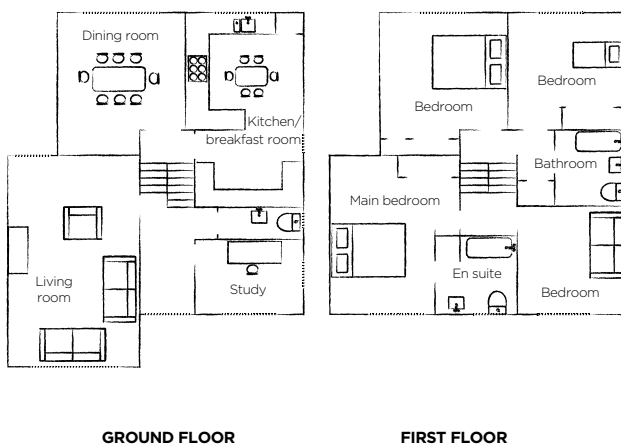 Dining room
Kitchen/
breakfast room
Living
room
Study
Bedroom
Bedroom
Bathroom
Main bedroom
En suite
Bedroom
GROUND FLOOR
FIRST FLOOR